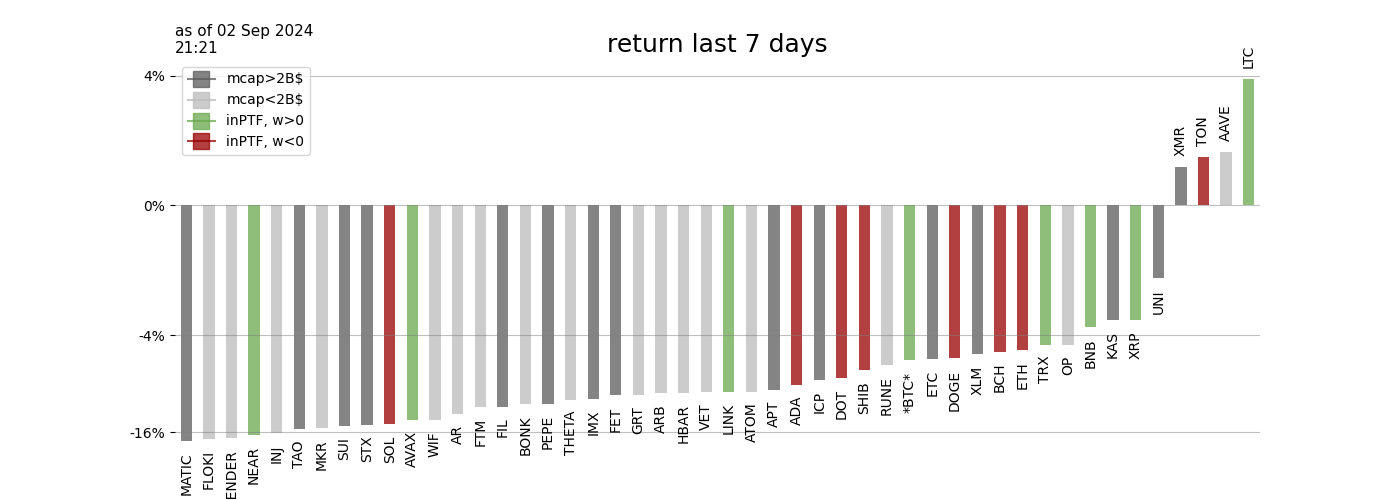 as of 02 Sep 2024
21:21
return last 7 days
mcap>2B$
mcap<2B$
inPTF, w>0
inPTF, w<0
4%
0%
-4%
-16%
MATIC
FLOKI
ENDER
NEAR
INJ
TAO
MKR
SUI
STX
SOL
AVAX
WIF
AR
FTM
FIL
BONK
PEPE
THETA
IMX
FET
GRT
ARB
HBAR
VET
LINK
ATOM
APT
ADA
ICP
DOT
SHIB
RUNE
*BTC*
ETC
DOGE
XLM
BCH
ETH
TRX
OP
BNB
KAS
XRP
UNI
XMR
TON
AAVE
LTC